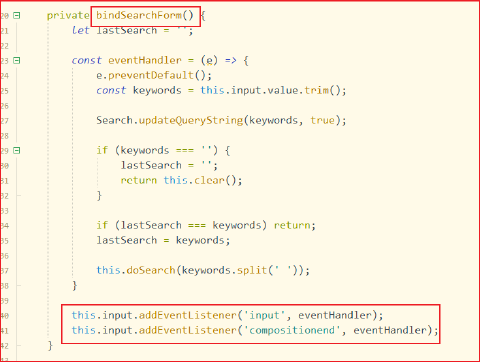 20 private bindSearchForm() {
21 let lastSearch = '';
22
23 const eventHandler = (e) => {
24 e.preventDefault();
25 const keywords = this.input.value.trim();
26
27 Search.updateQueryString(keywords, true);
28
29 if (keywords === '') {
30 lastSearch = '';
31 return this.clear();
32 }
33
34 if (lastSearch === keywords) return;
35 lastSearch = keywords;
36
37 this.doSearch(keywords.split(' '));
38 }
39
40 this.input.addEventListener('input', eventHandler);
41 this.input.addEventListener('compositionend', eventHandler);
42 }